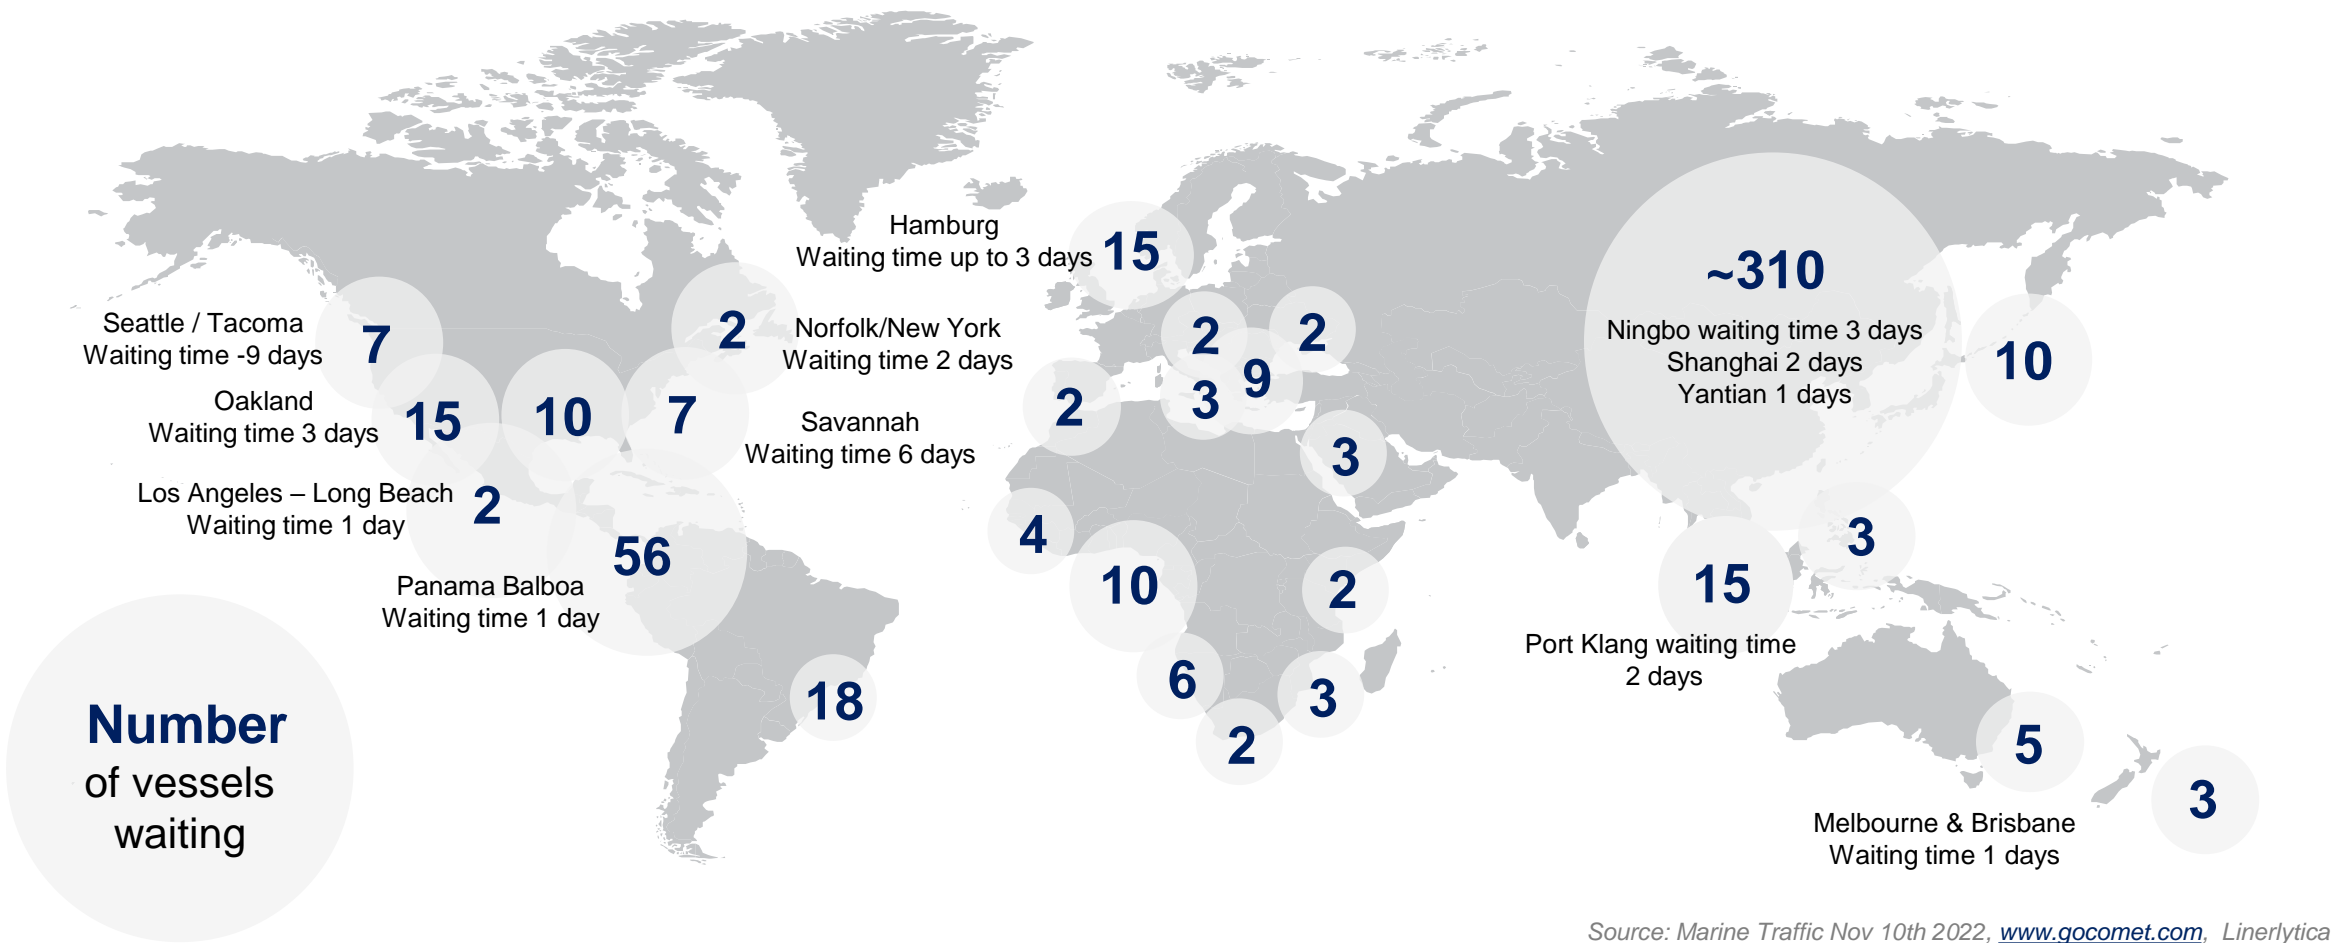 Hamburg
Waiting time up to 3 days
15
~310
Ningbo waiting time 3 days
Shanghai 2 days
Yantian 1 days
10
Seattle / Tacoma
Waiting time -9 days
7
2
Norfolk/New York
Waiting time 2 days
2
2
9
3
2
Oakland
Waiting time 3 days
15
10
7
Savannah
Waiting time 6 days
3
Los Angeles – Long Beach
Waiting time 1 day
2
56
4
3
Panama Balboa
Waiting time 1 day
10
2
15
Port Klang waiting time
2 days
6
3
18
2
5
3
Melbourne & Brisbane
Waiting time 1 days
Number
of vessels
waiting
Source: Marine Traffic Nov 10th 2022, www.gocomet.com, Linerlytica